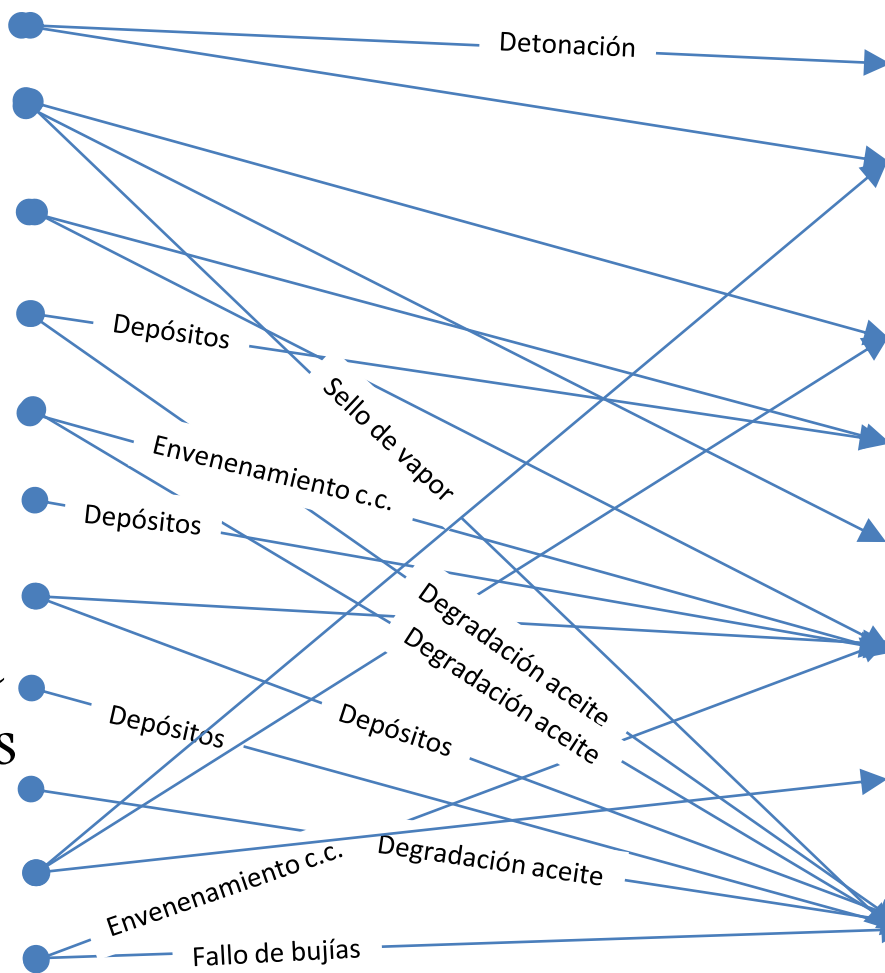 Detonación
Depósitos
Sello de vapor
Envenenamiento c.c.
Depósitos
Degradación aceite
Degradación aceite
Depósitos
Depósitos
s
Degradación aceite
Envenenamiento c.c.
Fallo de bujías